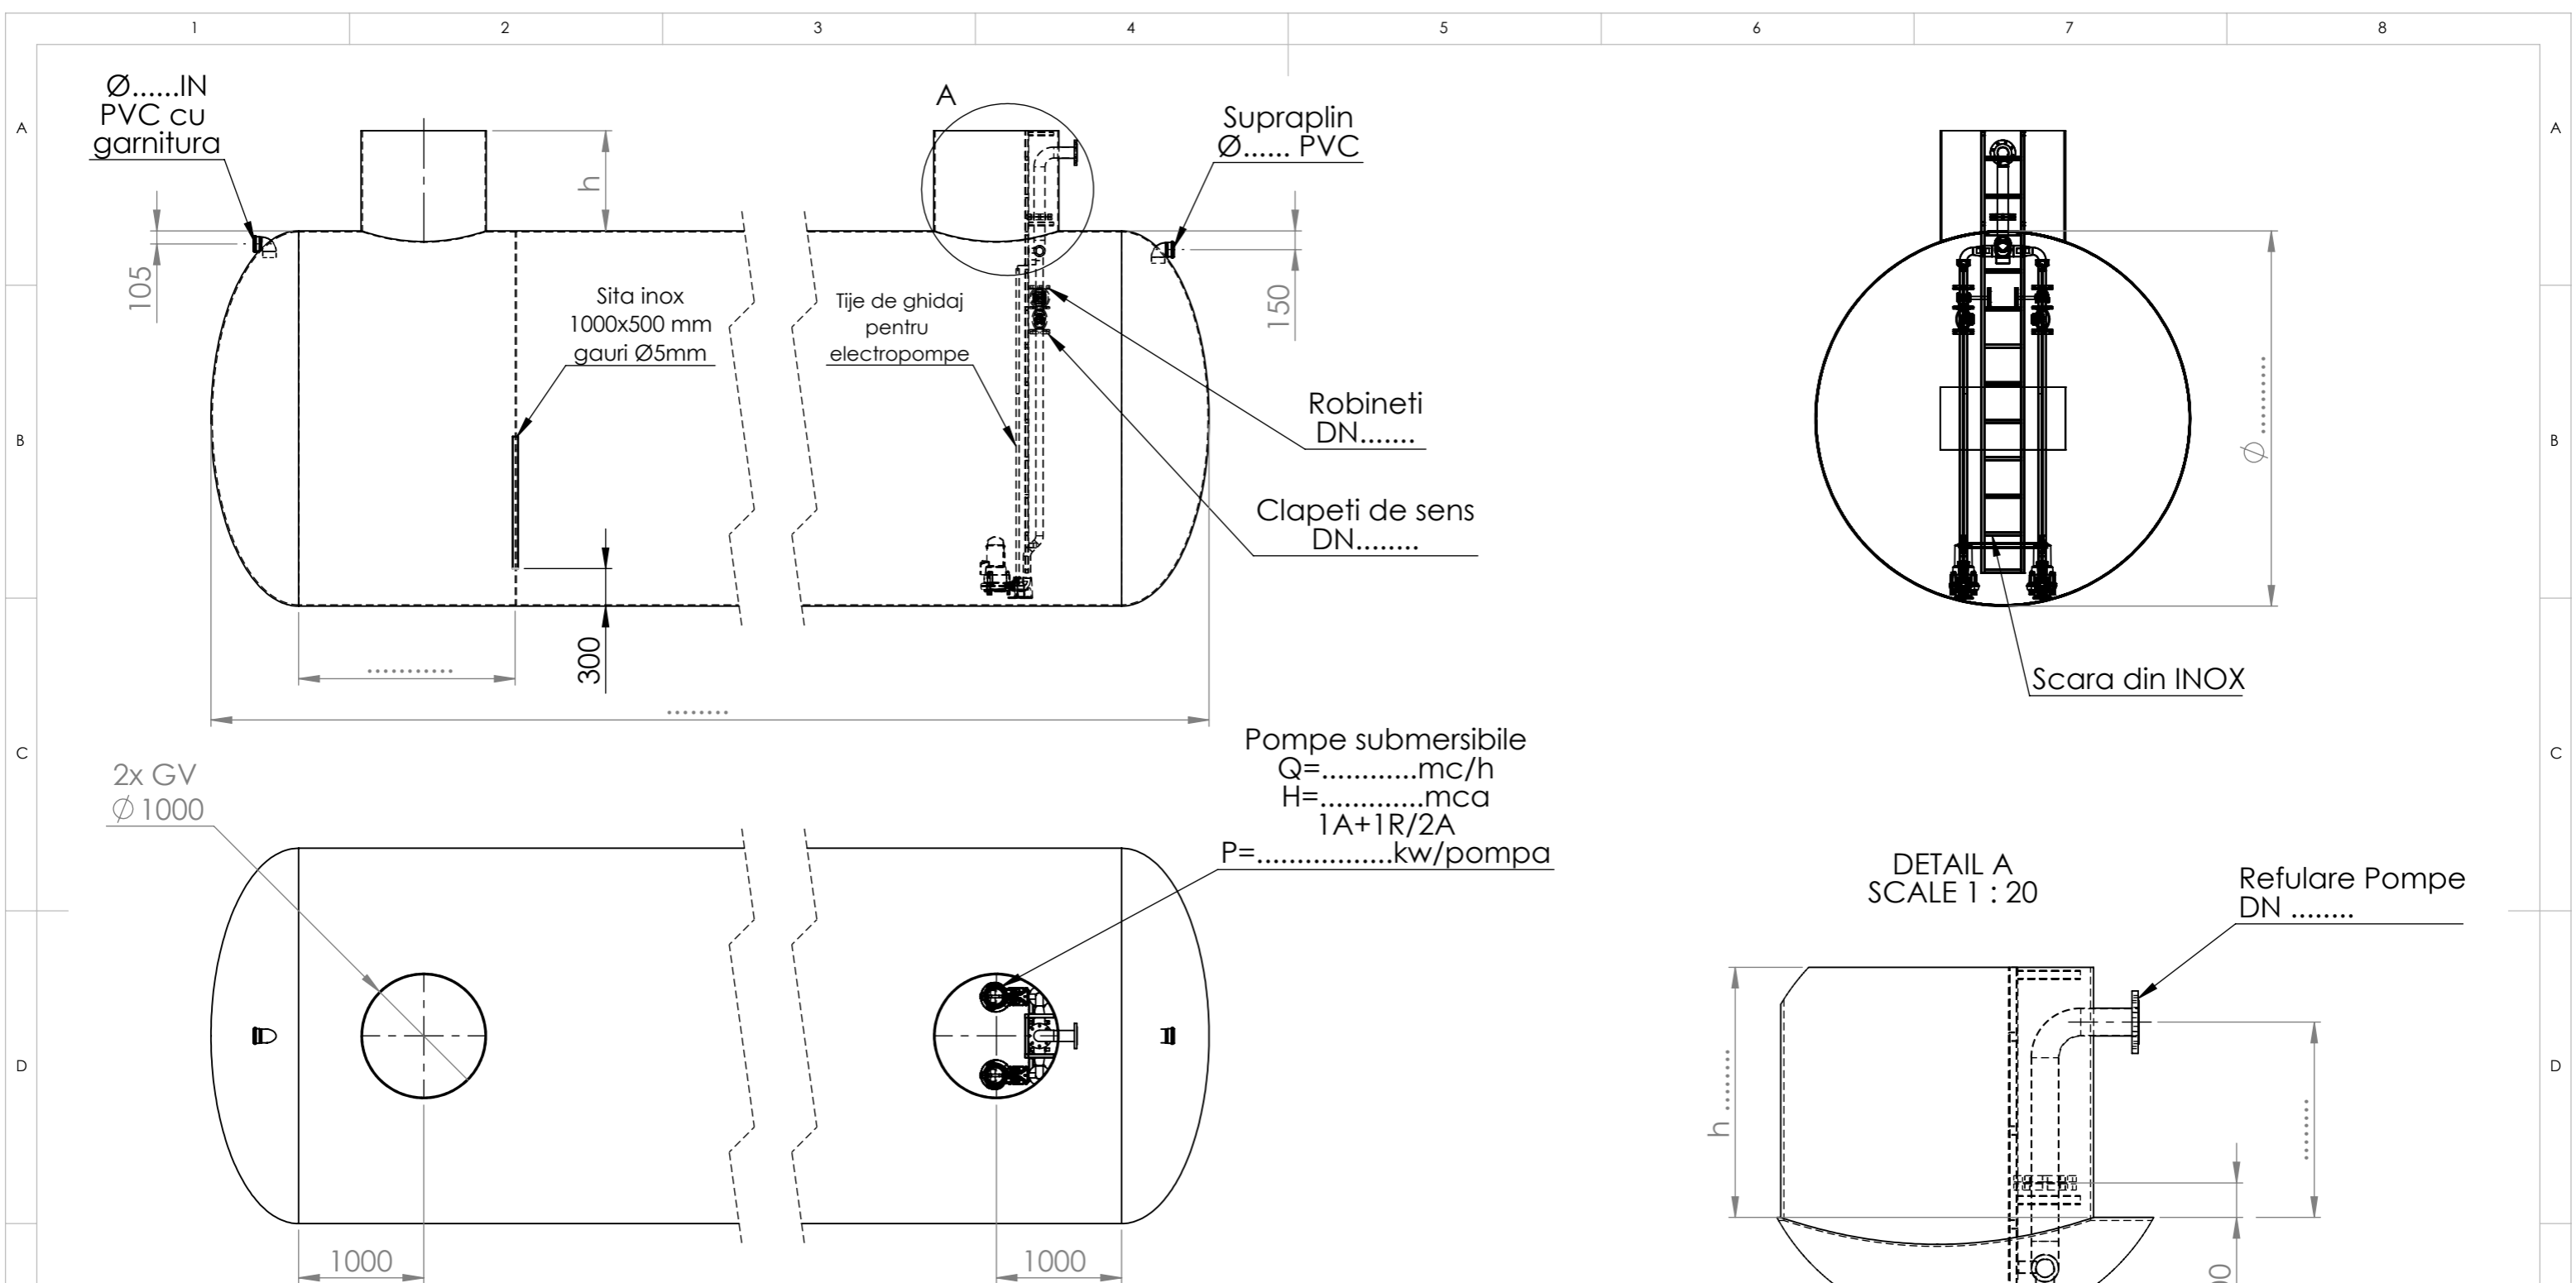 1 2 3 4 5 6 7 8
A
A
B
B
C
C
D
D
Ø......IN
PVC cu
garnitura
105
h
A
Supraplin
Ø...... PVC
150
Sita inox
1000x500 mm
gauri Ø5mm
Tije de ghidaj
pentru
electropompe
Robineti
DN.......
Clapeti de sens
DN........
300
...........
........
Ø ............
Scara din INOX
2x GV
Ø 1000
Pompe submersibile
Q=............mc/h
H=.............mca
1A+1R/2A
P=.................kw/pompa
1000
1000
DETAIL A
SCALE 1 : 20
Refulare Pompe
DN ........
h .........
.........